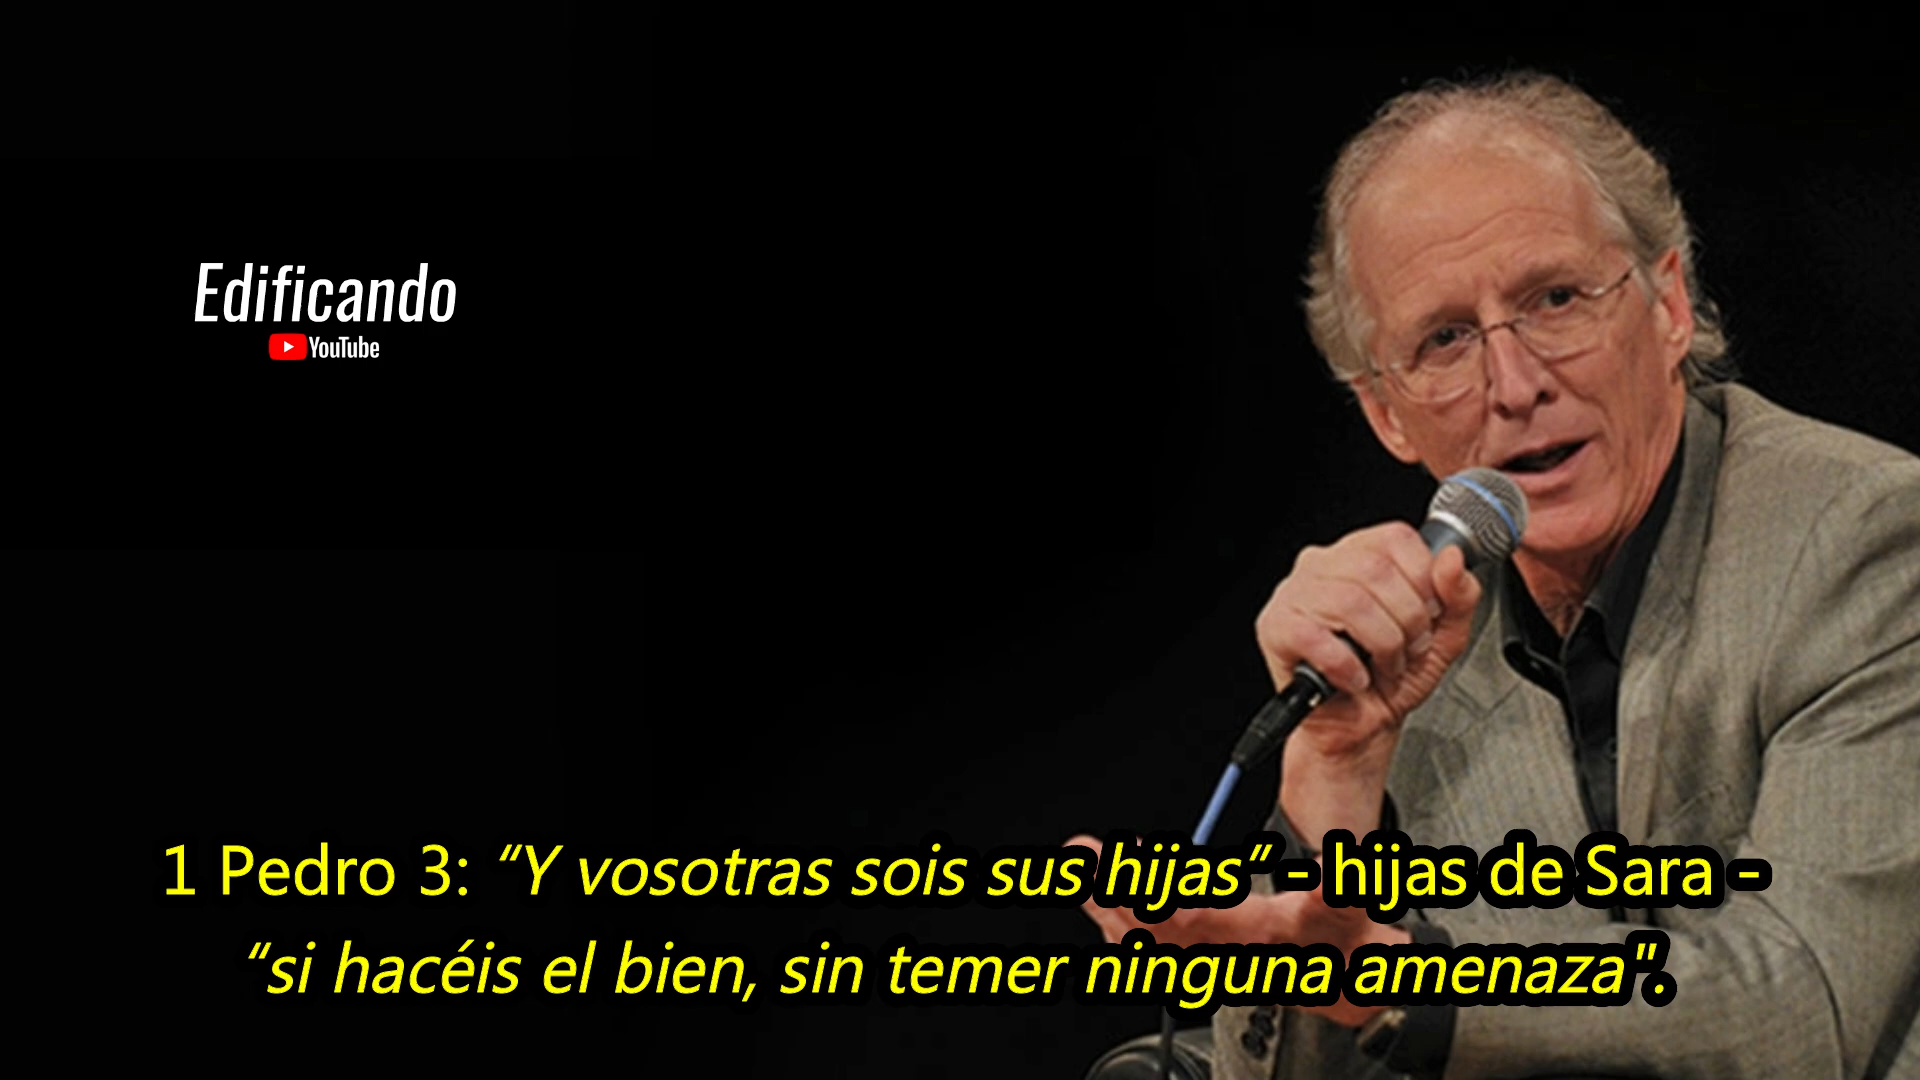 Edificando
YouTube
1 Pedro 3: “Y vosotras sois sus hijas” - hijas de Sara -
“si hacéis el bien, sin temer ninguna amenaza".